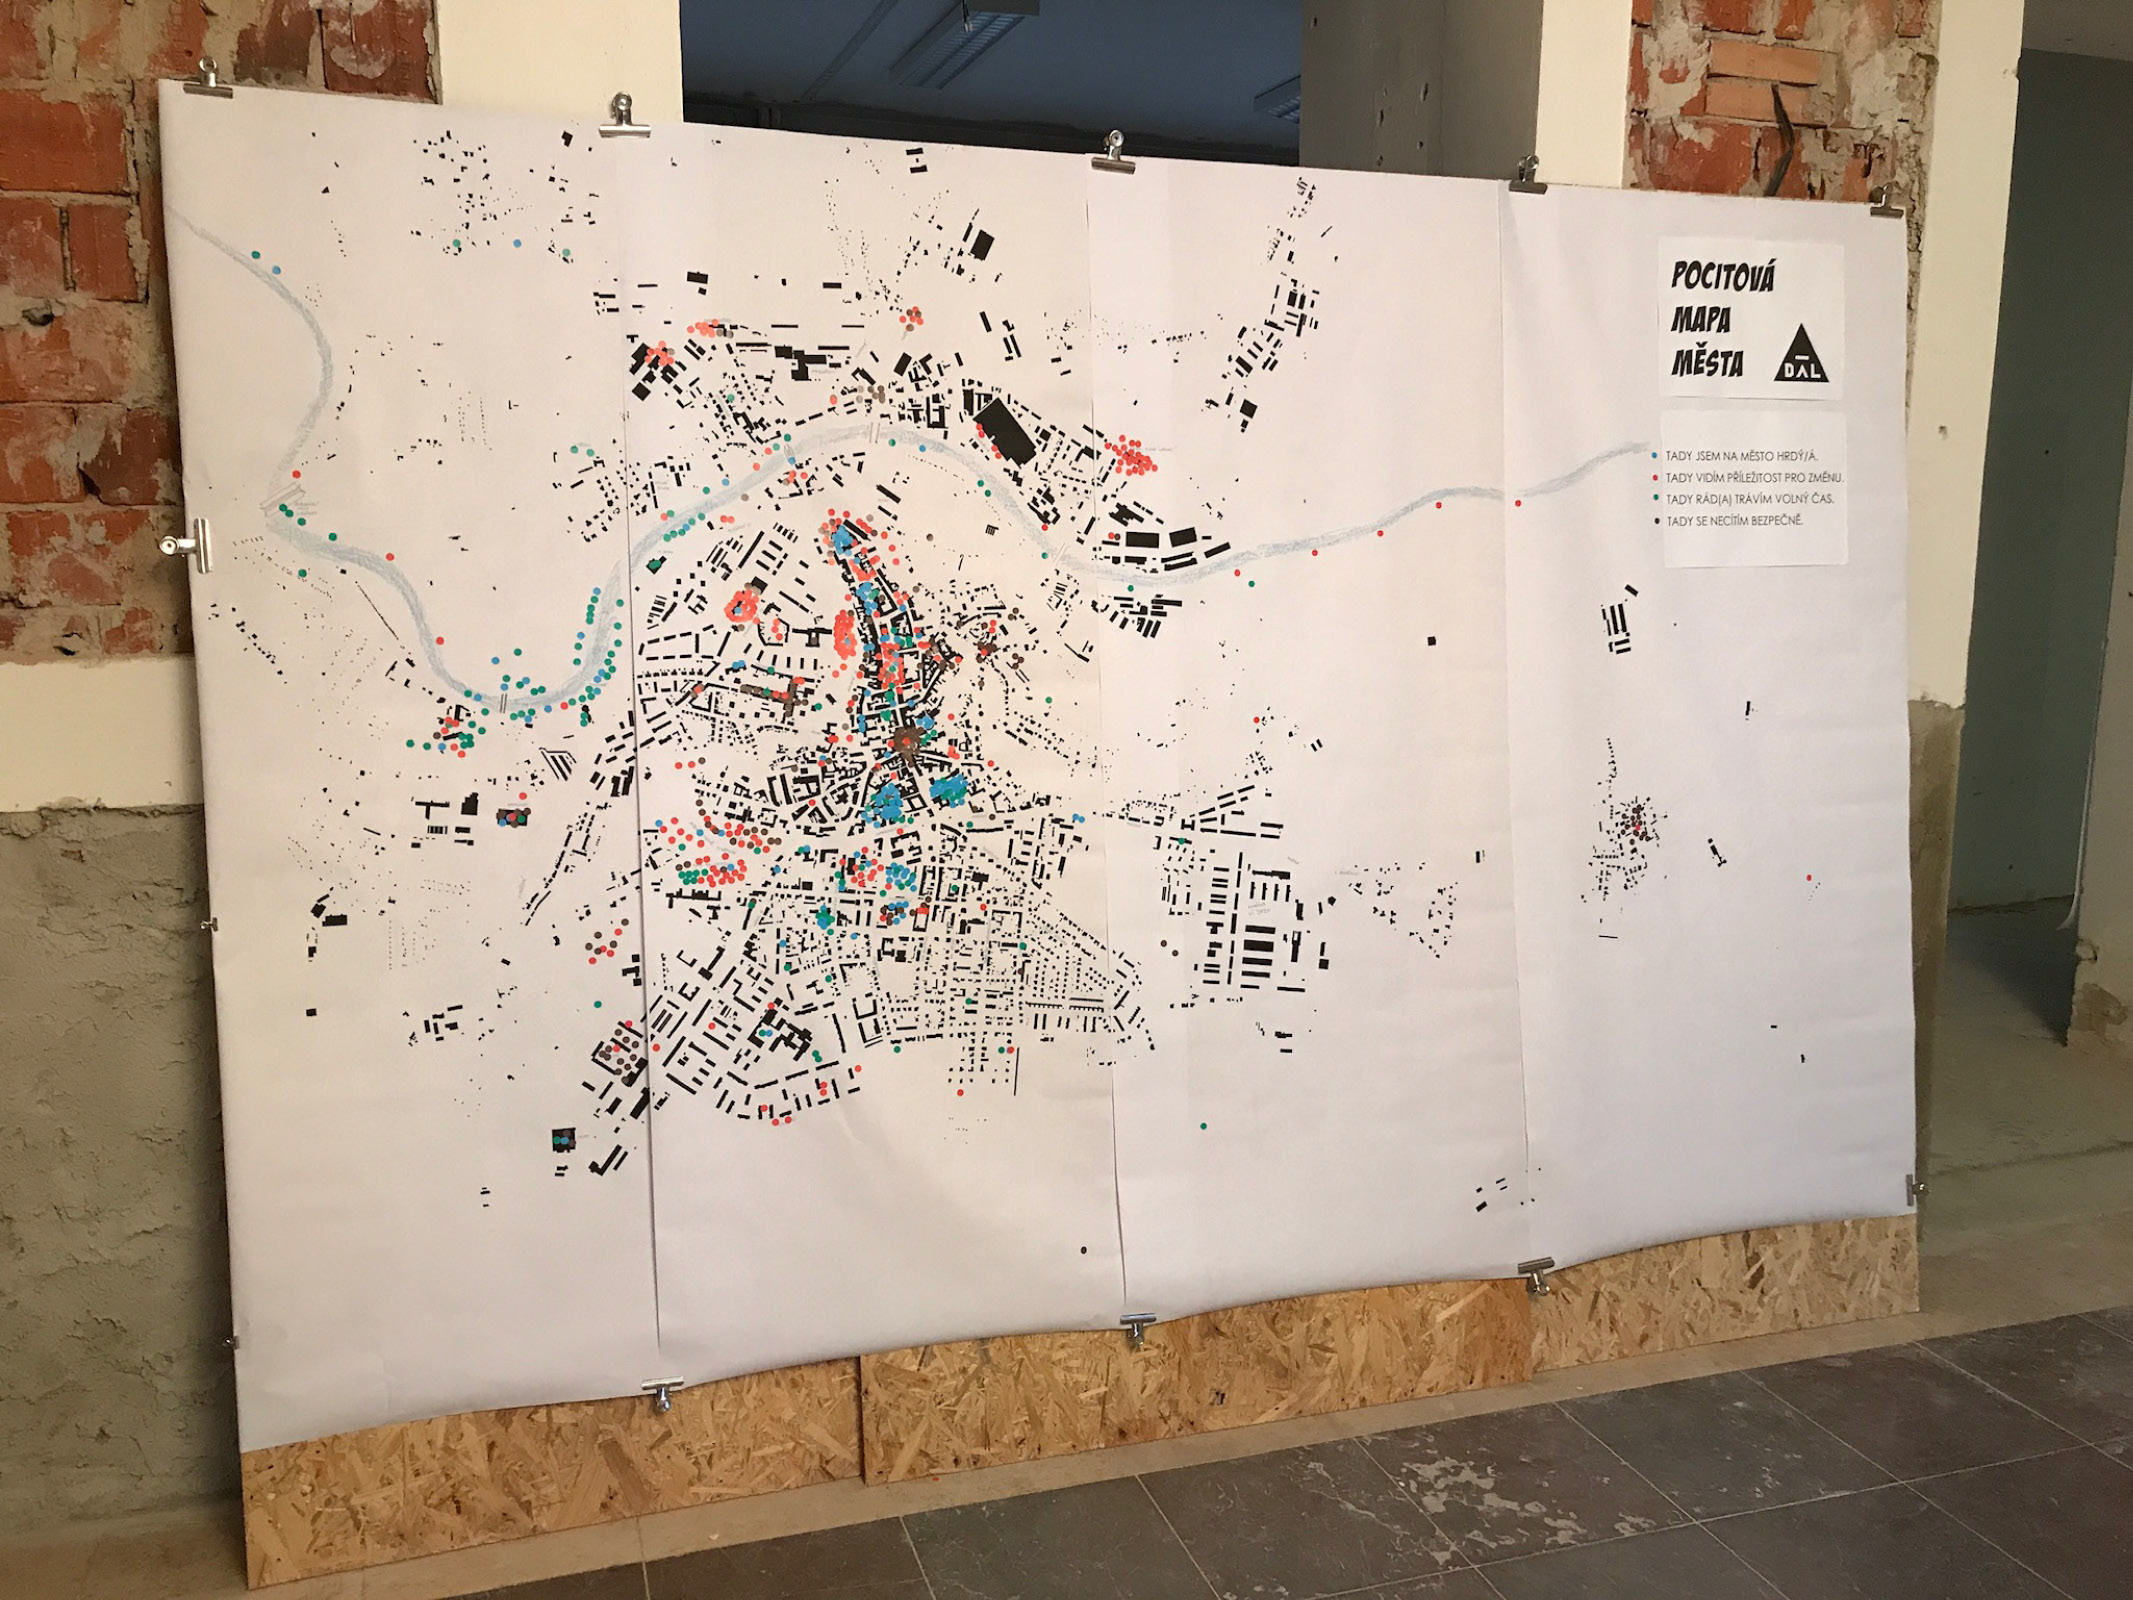 POCITOVÁ
MAPA
MĚSTA
DAL
TADY JSEM NA MĚSTO HRDÝ/Á.
TADY VIDÍM PŘÍLEŽITOST PRO ZMĚNU.
TADY RÁD(A) TRÁVÍM VOLNÝ ČAS.
TADY SE NECÍTÍM BEZPEČNĚ.